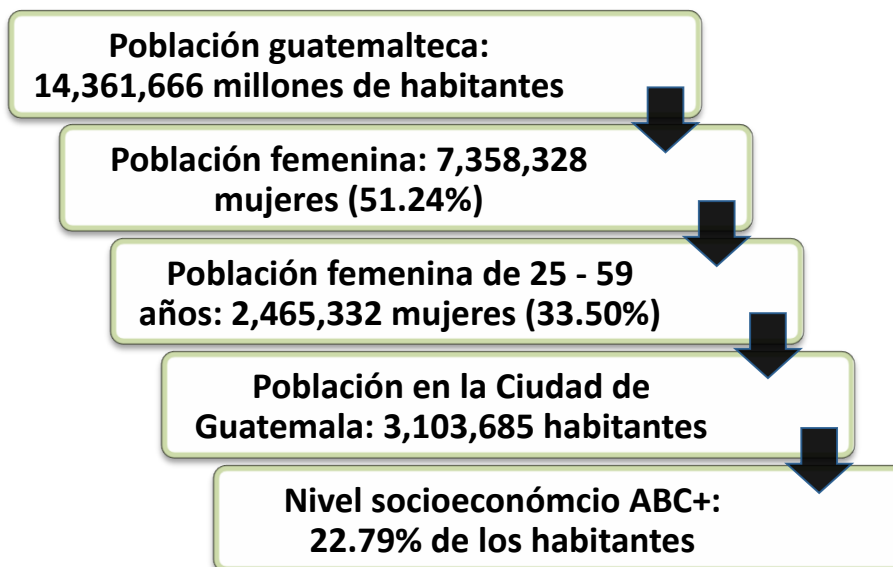 Población guatemalteca:
14,361,666 millones de habitantes
Población femenina: 7,358,328
mujeres (51.24%)
Población femenina de 25 - 59
años: 2,465,332 mujeres (33.50%)
Población en la Ciudad de
Guatemala: 3,103,685 habitantes
Nivel socioeconómcio ABC+:
22.79% de los habitantes